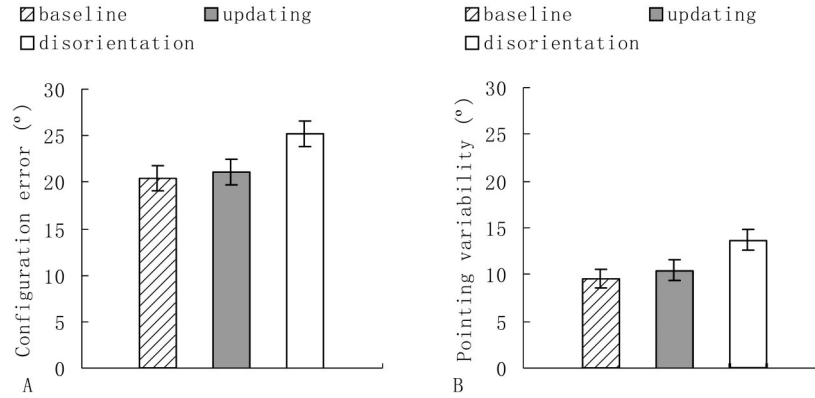 baseline updating
disorientation
Configuration error (º)
30
25
20
15
10
5
0
A
baseline updating
disorientation
Pointing variability (º)
30
25
20
15
10
5
0
B